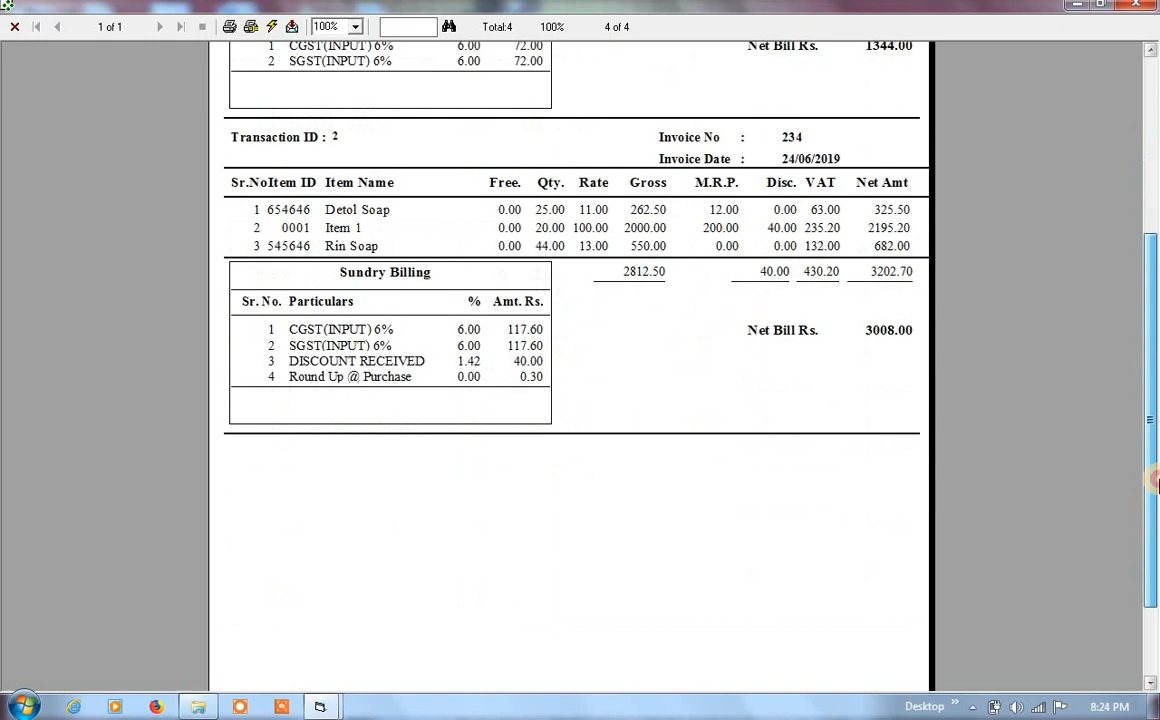 1 of 1 100% Total:4 100% 4 of 4
1 CGST(INPUT) 6% 6.00 72.00 Net Bill Rs. 1344.00
2 SGST(INPUT) 6% 6.00 72.00
Transaction ID : 2 Invoice No : 234
Invoice Date : 24/06/2019
Sr.NoItem ID Item Name Free. Qty. Rate Gross M.R.P. Disc. VAT Net Amt
1 654646 Detol Soap 0.00 25.00 11.00 262.50 12.00 0.00 63.00 325.50
2 0001 Item 1 0.00 20.00 100.00 2000.00 200.00 40.00 235.20 2195.20
3 545646 Rin Soap 0.00 44.00 13.00 550.00 0.00 0.00 132.00 682.00
Sundry Billing 2812.50 40.00 430.20 3202.70
Sr. No. Particulars % Amt. Rs.
1 CGST(INPUT) 6% 6.00 117.60 Net Bill Rs. 3008.00
2 SGST(INPUT) 6% 6.00 117.60
3 DISCOUNT RECEIVED 1.42 40.00
4 Round Up @ Purchase 0.00 0.30
Desktop 8:24 PM